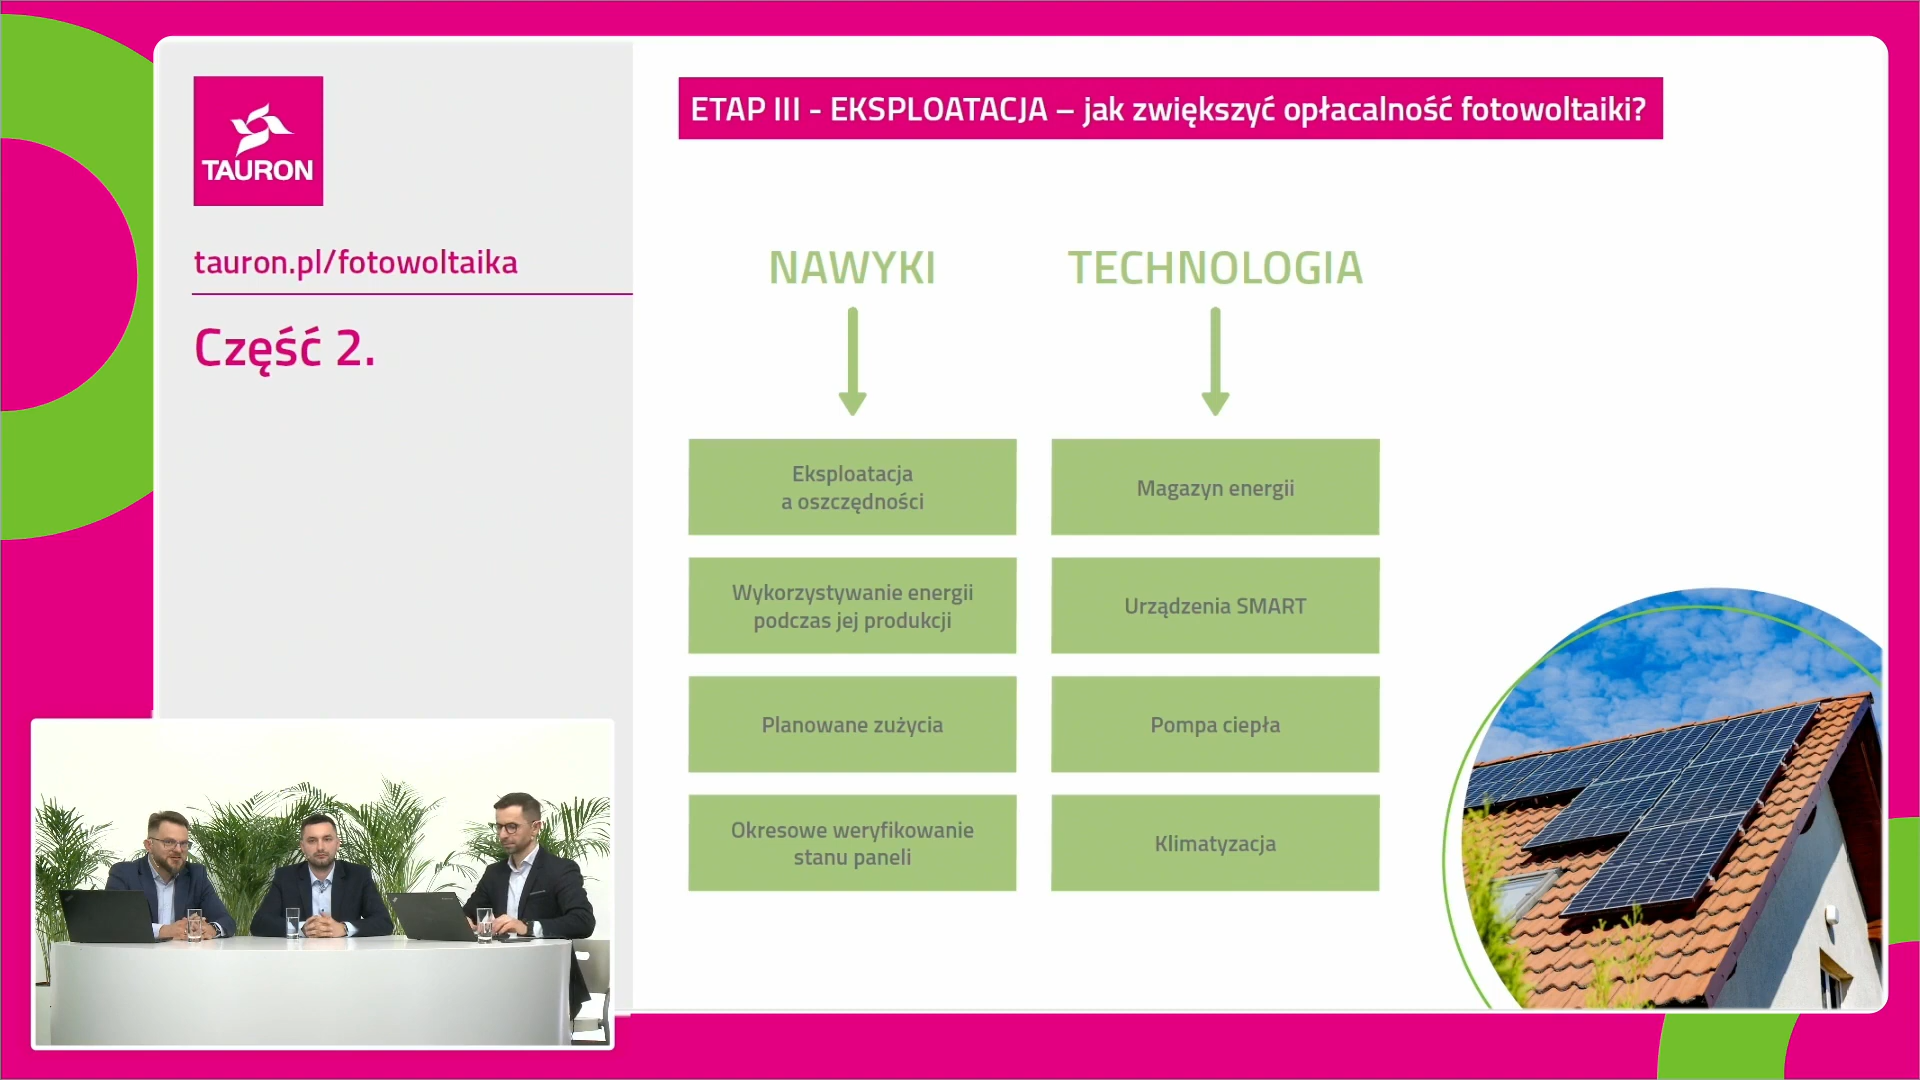 TAURON
tauron.pl/fotowoltaika
Część 2.
ETAP III - EKSPLOATACJA – jak zwiększyć opłacalność fotowoltaiki?
NAWYKI
Eksploatacja
a oszczędności
Wykorzystywanie energii
podczas jej produkcji
Planowane zużycia
Okresowe weryfikowanie
stanu paneli
TECHNOLOGIA
Magazyn energii
Urządzenia SMART
Pompa ciepła
Klimatyzacja